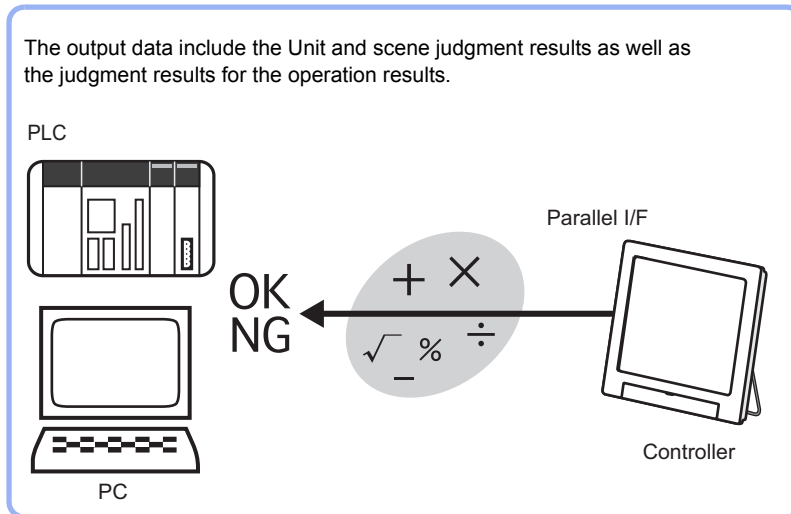 The output data include the Unit and scene judgment results as well as
the judgment results for the operation results.
PLC
Parallel I/F
+ ×
OK
NG
√ % ÷
−
Controller
PC